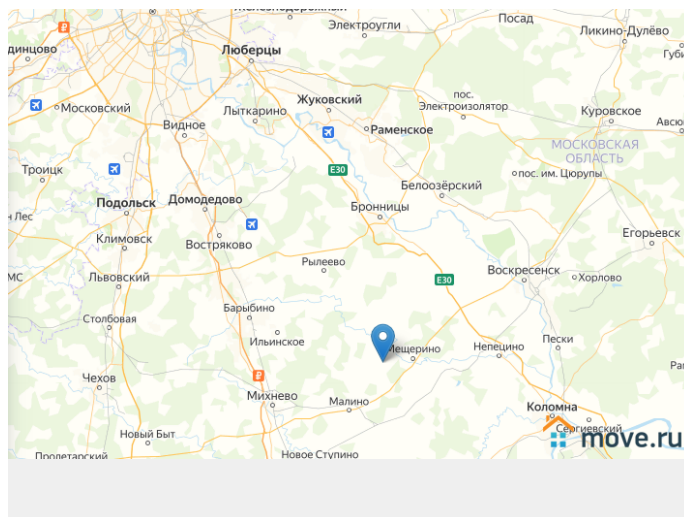 Железнодорожный
Электроугли
Посад
Ликино-Дулёво
динцово
Люберцы
Губи
Жуковский
пос.
Электроизолятор
Московский
Лыткарино
Куровское
Видное
Раменское
Авсю
МОСКОВСКАЯ
ОБЛАСТЬ
Троицк
E30
пос. им. Цюрупы
Белоозёрский
Подольск
Домодедово
Бронницы
н Лес
Климовск
Востряково
Егорьевск
Рылеево
МС
Львовский
E30
Воскресенск
Хорлово
Барыбино
Столбовая
Ильинское
Мещерино
Непецино
Пески
Ра
Чехов
Михнево
Малино
Коломна
Сергиевский
Новый Быт
move.ru
Пролетарский
Новое Ступино